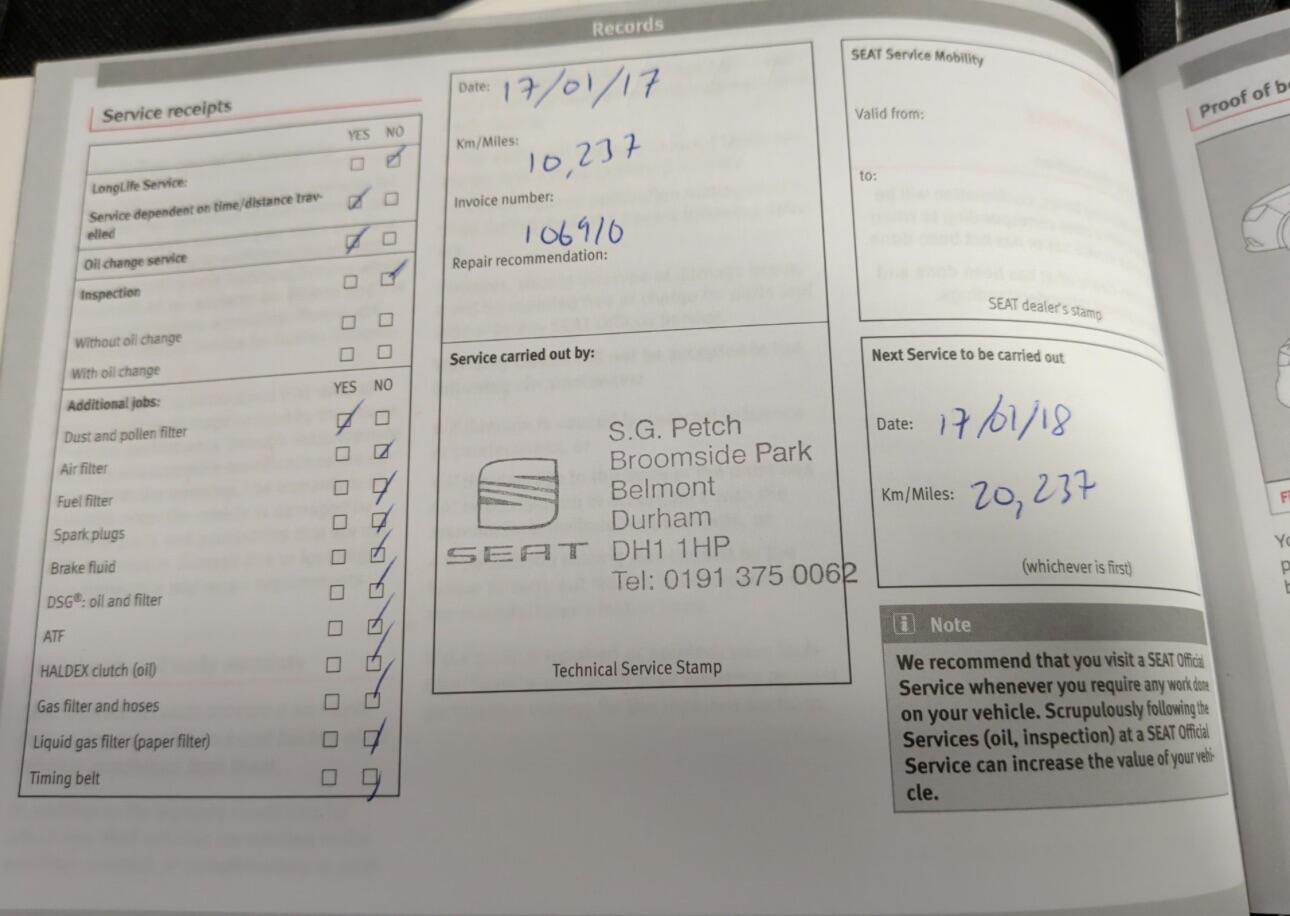 Records
Service receipts
YES NO
LongLife Service:
Service dependent on time/distance trav-
elled
Oil change service
Inspection
Without oil change
With oil change
Additional jobs:
YES NO
Dust and pollen filter
Air filter
Fuel filter
Spark plugs
Brake fluid
DSG®: oil and filter
ATF
HALDEX clutch (oil)
Gas filter and hoses
Liquid gas filter (paper filter)
Timing belt
Date: 17/01/17
Km/Miles:
10,237
Invoice number:
106910
Repair recommendation:
Service carried out by:
S.G. Petch
Broomside Park
Belmont
Durham
DH1 1HP
Tel: 0191 375 0062
SEAT
Technical Service Stamp
SEAT Service Mobility
Valid from:
to:
SEAT dealer's stamp
Next Service to be carried out
Date: 17/01/18
Km/Miles: 20,237
(whichever is first)
i Note
We recommend that you visit a SEAT Official
Service whenever you require any work done
on your vehicle. Scrupulously following the
Services (oil, inspection) at a SEAT Official
Service can increase the value of your vehi-
cle.
Proof of